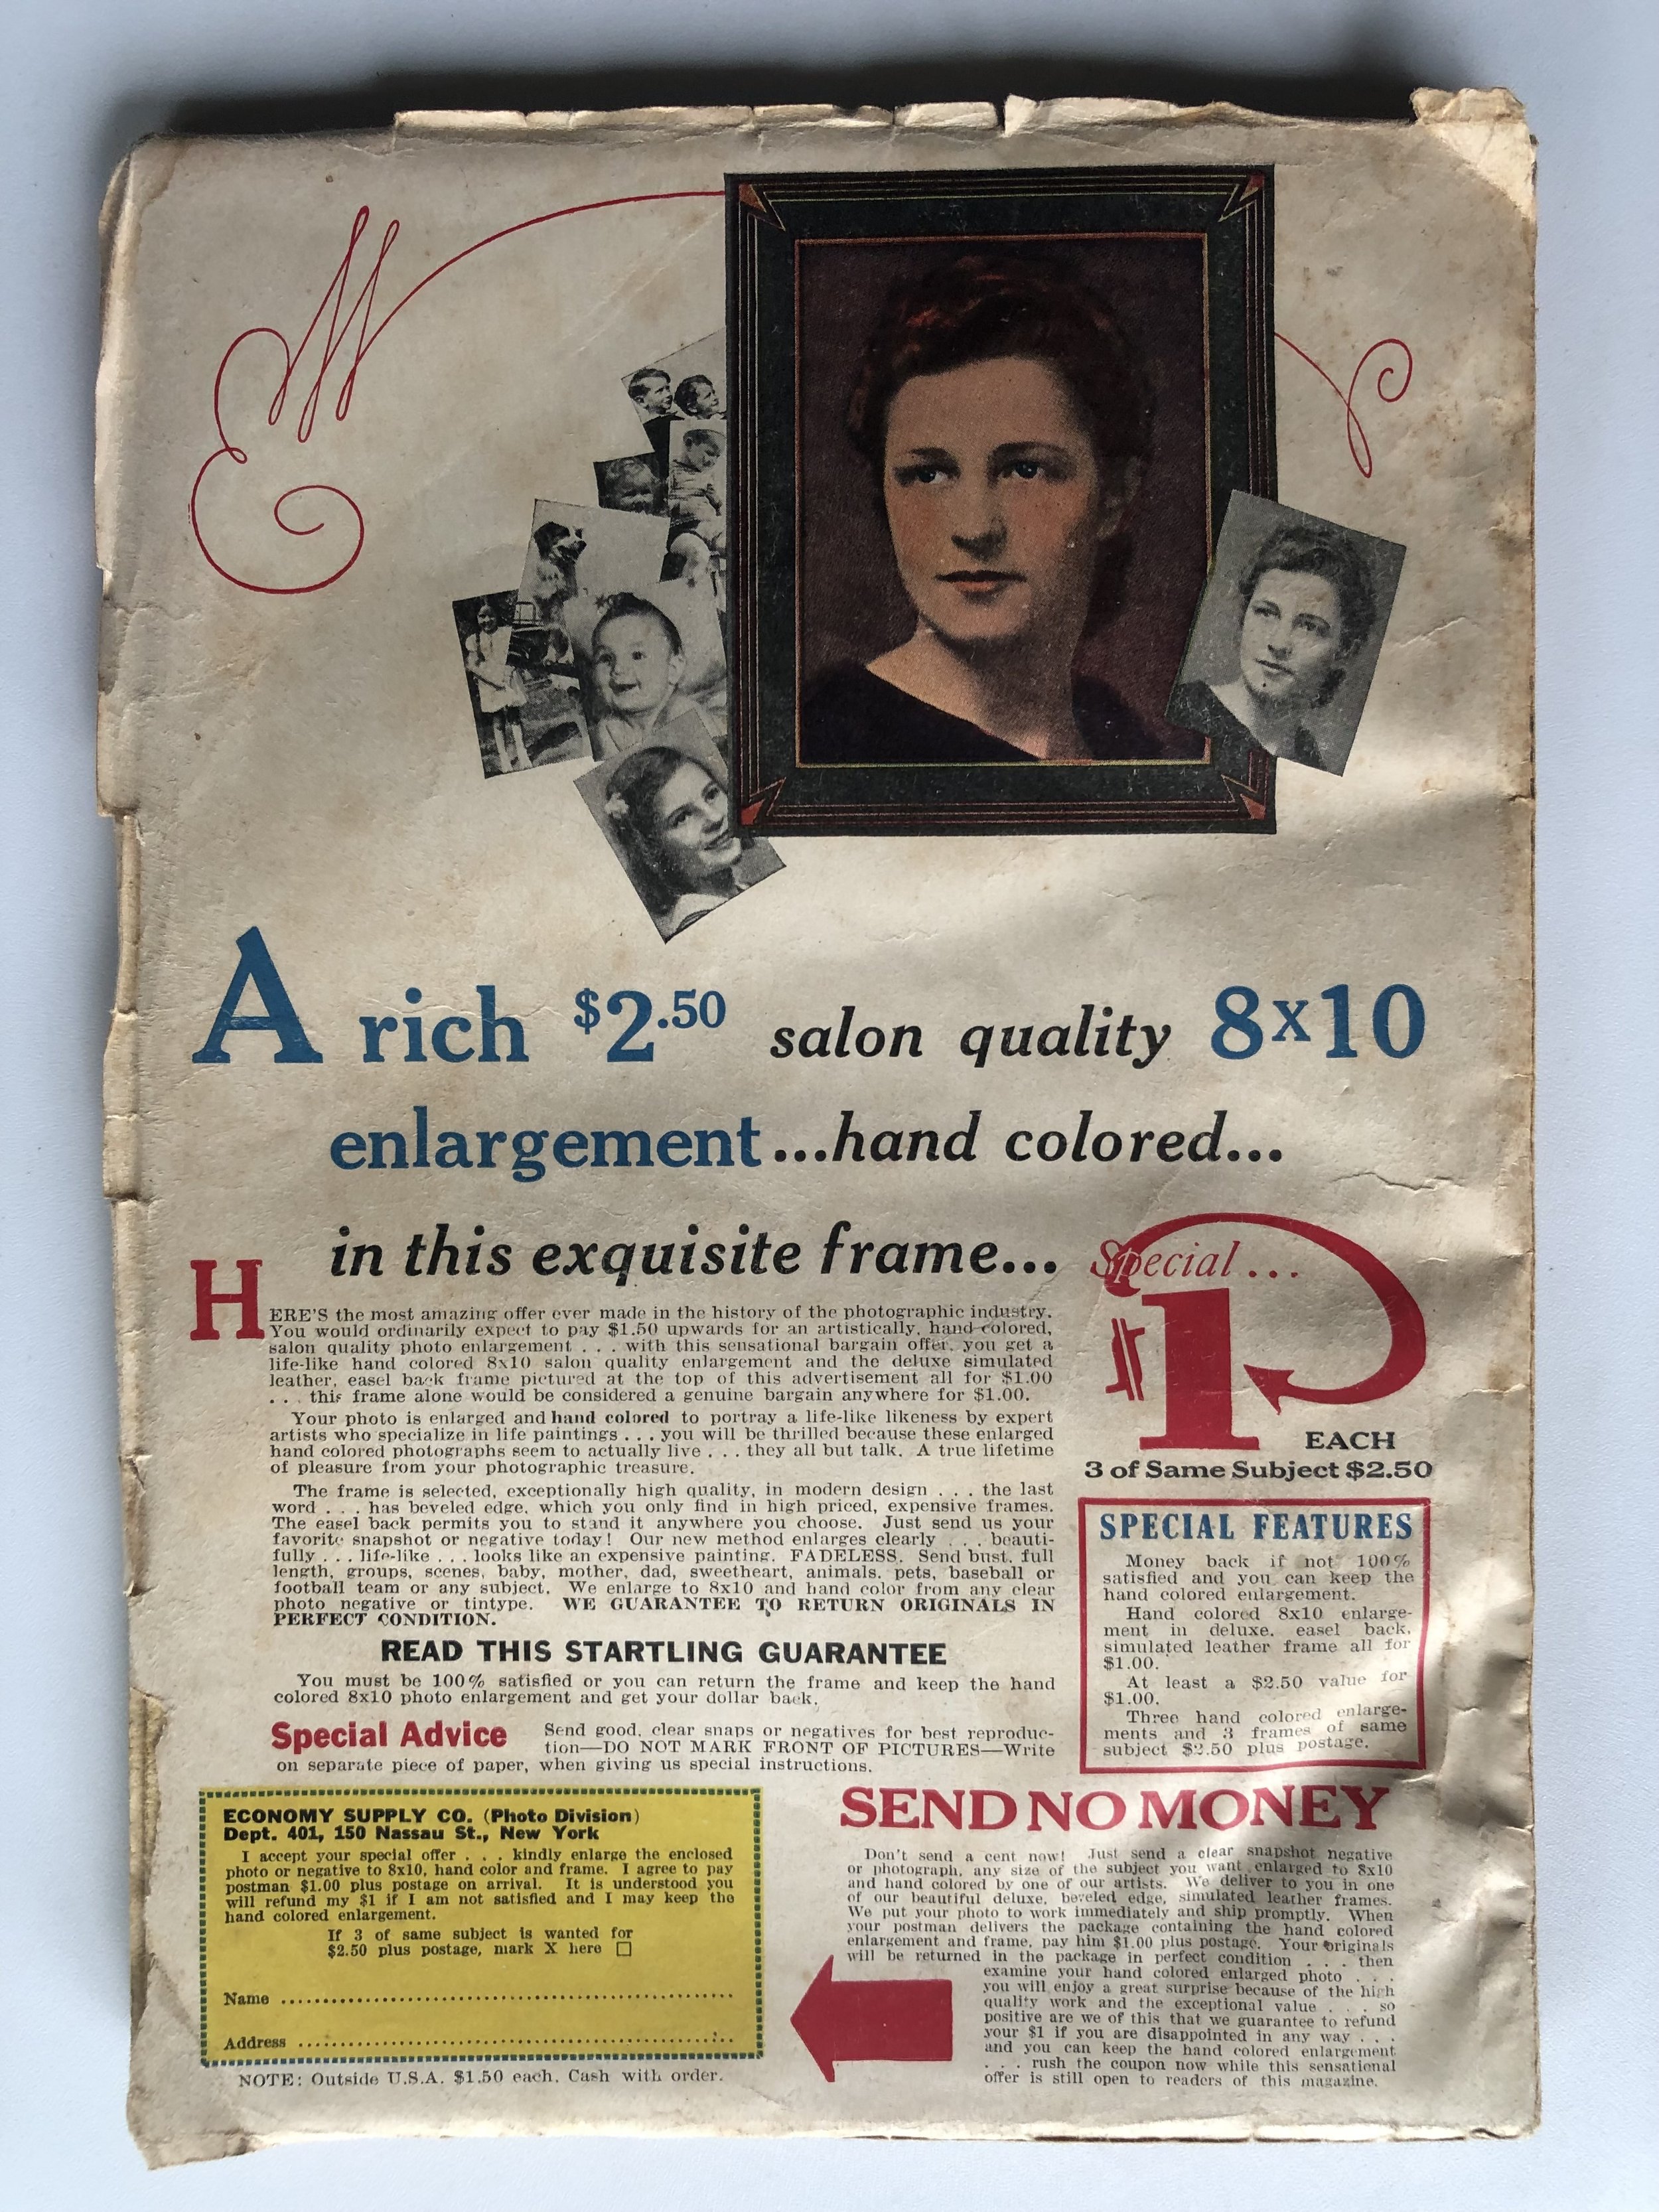 A rich $2.50 salon quality 8x10
enlargement...hand colored...
in this exquisite frame...
Special...
$1
EACH
3 of Same Subject $2.50
HERE'S the most amazing offer ever made in the history of the photographic industry.
You would ordinarily expect to pay $1.50 upwards for an artistically, hand colored,
salon quality photo enlargement . . . with this sensational bargain offer, you get a
life-like hand colored 8x10 salon quality enlargement and the deluxe simulated
leather, easel back frame pictured at the top of this advertisement all for $1.00
. . . this frame alone would be considered a genuine bargain anywhere for $1.00.
Your photo is enlarged and hand colored to portray a life-like likeness by expert
artists who specialize in life paintings . . . you will be thrilled because these enlarged
hand colored photographs seem to actually live . . . they all but talk. A true lifetime
of pleasure from your photographic treasure.
The frame is selected, exceptionally high quality, in modern design . . . the last
word . . . has beveled edge, which you only find in high priced, expensive frames.
The easel back permits you to stand it anywhere you choose. Just send us your
favorite snapshot or negative today! Our new method enlarges clearly . . . beauti-
fully . . . life-like . . . looks like an expensive painting. FADELESS. Send bust, full
length, groups, scenes, baby, mother, dad, sweetheart, animals, pets, baseball or
football team or any subject. We enlarge to 8x10 and hand color from any clear
photo negative or tintype. WE GUARANTEE TO RETURN ORIGINALS IN
PERFECT CONDITION.
READ THIS STARTLING GUARANTEE
You must be 100% satisfied or you can return the frame and keep the hand
colored 8x10 photo enlargement and get your dollar back.
Special Advice Send good, clear snaps or negatives for best reproduc-
tion—DO NOT MARK FRONT OF PICTURES—Write
on separate piece of paper, when giving us special instructions.
SPECIAL FEATURES
Money back if not 100%
satisfied and you can keep the
hand colored enlargement.
Hand colored 8x10 enlarge-
ment in deluxe, easel back,
simulated leather frame all for
$1.00.
At least a $2.50 value for
$1.00.
Three hand colored enlarge-
ments and 3 frames of same
subject $2.50 plus postage.
ECONOMY SUPPLY CO. (Photo Division)
Dept. 401, 150 Nassau St., New York
I accept your special offer . . . kindly enlarge the enclosed
photo or negative to 8x10, hand color and frame. I agree to pay
postman $1.00 plus postage on arrival. It is understood you
will refund my $1 if I am not satisfied and I may keep the
hand colored enlargement.
If 3 of same subject is wanted for
$2.50 plus postage, mark X here □
Name
Address
NOTE: Outside U.S.A. $1.50 each. Cash with order.
SEND NO MONEY
Don't send a cent now! Just send a clear snapshot negative
or photograph, any size of the subject you want enlarged to 8x10
and hand colored by one of our artists. We deliver to you in one
of our beautiful deluxe, beveled edge, simulated leather frames.
We put your photo to work immediately and ship promptly. When
your postman delivers the package containing the hand colored
enlargement and frame, pay him $1.00 plus postage. Your originals
will be returned in the package in perfect condition . . . then
examine your hand colored enlarged photo . . .
you will enjoy a great surprise because of the high
quality work and the exceptional value . . . so
positive are we of this that we guarantee to refund
your $1 if you are disappointed in any way . . .
and you can keep the hand colored enlargement
. . . rush the coupon now while this sensational
offer is still open to readers of this magazine.